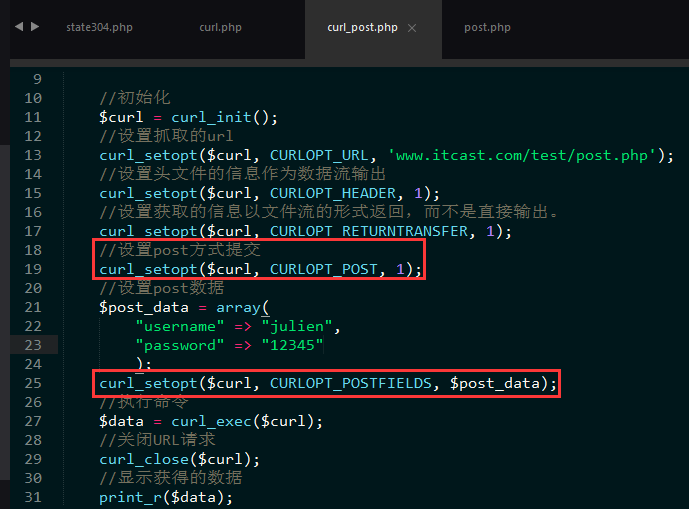 state304.php curl.php curl_post.php × post.php
9
10 //初始化
11 $curl = curl_init();
12 //设置抓取的url
13 curl_setopt($curl, CURLOPT_URL, 'www.itcast.com/test/post.php');
14 //设置头文件的信息作为数据流输出
15 curl_setopt($curl, CURLOPT_HEADER, 1);
16 //设置获取的信息以文件流的形式返回，而不是直接输出。
17 curl_setopt($curl, CURLOPT_RETURNTRANSFER, 1);
18 //设置post方式提交
19 curl_setopt($curl, CURLOPT_POST, 1);
20 //设置post数据
21 $post_data = array(
22 "username" => "julien",
23 "password" => "12345"
24 );
25 curl_setopt($curl, CURLOPT_POSTFIELDS, $post_data);
26 //执行命令
27 $data = curl_exec($curl);
28 //关闭URL请求
29 curl_close($curl);
30 //显示获得的数据
31 print_r($data);